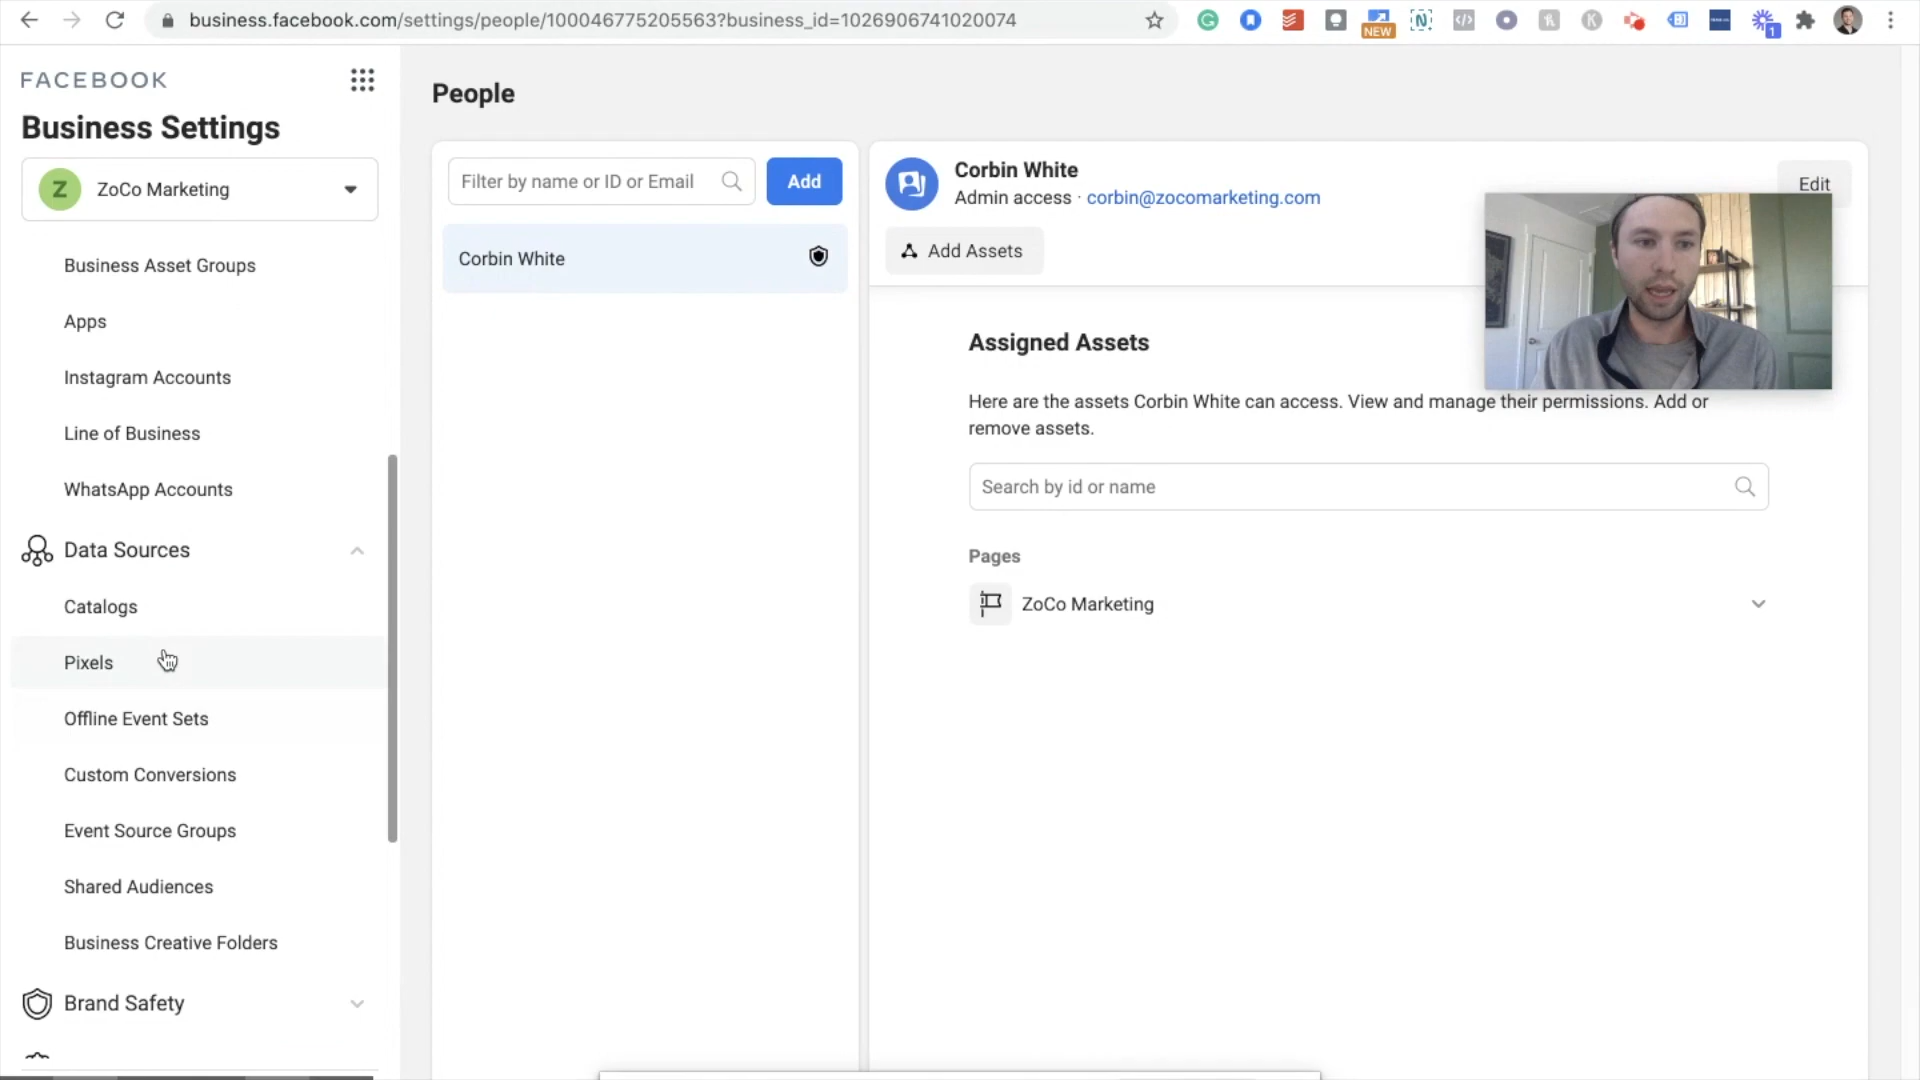 business.facebook.com/settings/people/100046775205563?business_id=1026906741020074
NEW
1
FACEBOOK
Business Settings
Z
ZoCo Marketing
Business Asset Groups
Apps
Instagram Accounts
Line of Business
WhatsApp Accounts
Data Sources
Catalogs
Pixels
Offline Event Sets
Custom Conversions
Event Source Groups
Shared Audiences
Business Creative Folders
Brand Safety
People
Filter by name or ID or Email
Add
Corbin White
Corbin White
Admin access · corbin@zocomarketing.com
Edit
Add Assets
Assigned Assets
Here are the assets Corbin White can access. View and manage their permissions. Add or
remove assets.
Search by id or name
Pages
ZoCo Marketing